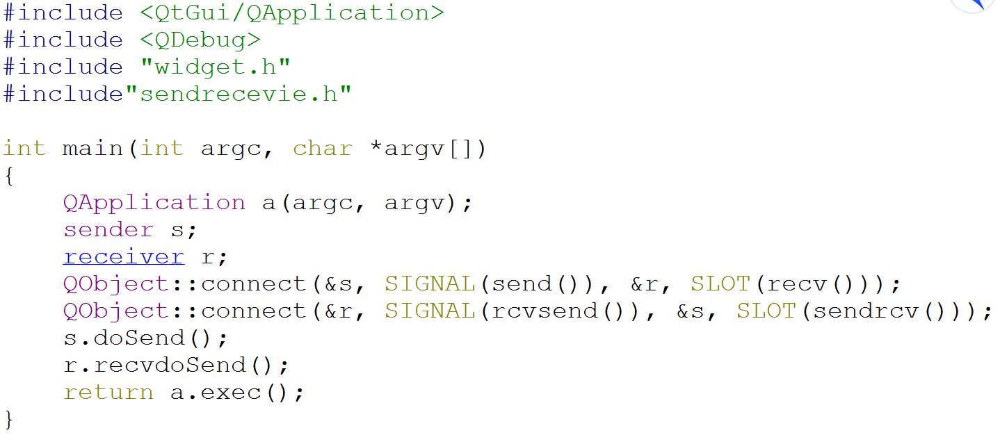 #include <QtGui/QApplication>
#include <QDebug>
#include "widget.h"
#include"sendrecevie.h"
int main(int argc, char *argv[])
{
    QApplication a(argc, argv);
    sender s;
    receiver r;
    QObject::connect(&s, SIGNAL(send()), &r, SLOT(recv()));
    QObject::connect(&r, SIGNAL(rcvsend()), &s, SLOT(sendrcv()));
    s.doSend();
    r.recvdoSend();
    return a.exec();
}